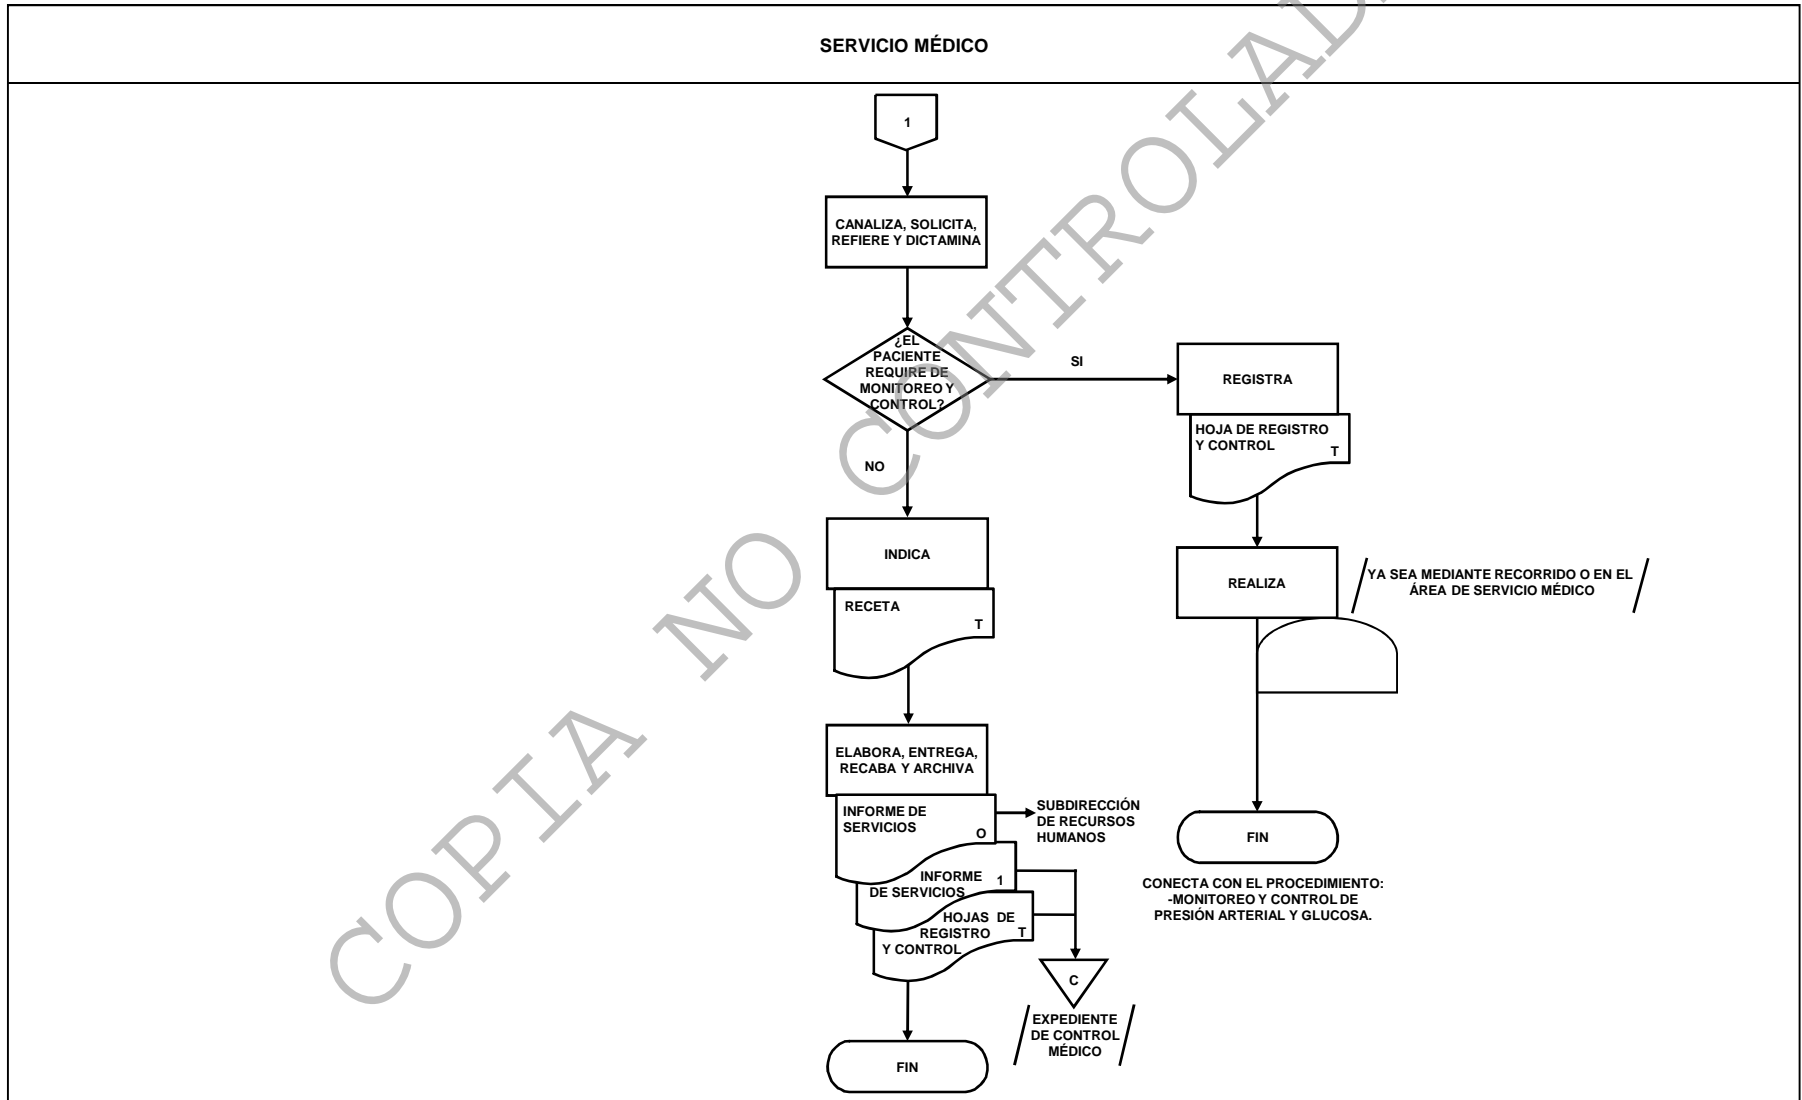 SERVICIO MÉDICO
1
CANALIZA, SOLICITA,
REFIERE Y DICTAMINA
¿EL
PACIENTE
REQUIRE DE
MONITOREO Y
CONTROL?
SI
REGISTRA
HOJA DE REGISTRO
Y CONTROL
T
NO
INDICA
RECETA
T
REALIZA
YA SEA MEDIANTE RECORRIDO O EN EL
ÁREA DE SERVICIO MÉDICO
ELABORA, ENTREGA,
RECABA Y ARCHIVA
INFORME DE
SERVICIOS
O
SUBDIRECCIÓN
DE RECURSOS
HUMANOS
INFORME 1
DE SERVICIOS
HOJAS DE
REGISTRO T
Y CONTROL
C
EXPEDIENTE
DE CONTROL
MÉDICO
FIN
FIN
CONECTA CON EL PROCEDIMIENTO:
-MONITOREO Y CONTROL DE
PRESIÓN ARTERIAL Y GLUCOSA.
COPIA NO CONTROLAD